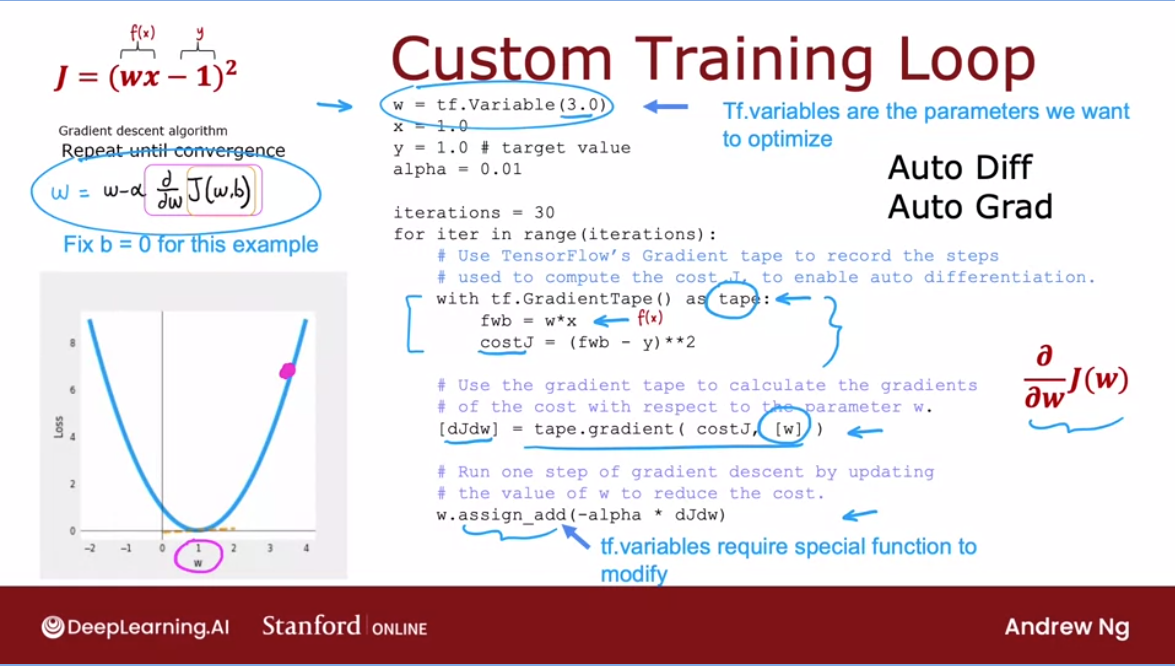 f(x) y
J = (wx − 1)²
Gradient descent algorithm
Repeat until convergence
w = w-α ∂/∂w J(w,b)
Fix b = 0 for this example
Loss
8
6
4
2
0
−2 −1 0 1 2 3 4
w
Custom Training Loop
w = tf.Variable(3.0)
x = 1.0
y = 1.0 # target value
alpha = 0.01
Tf.variables are the parameters we want
to optimize
Auto Diff
Auto Grad
iterations = 30
for iter in range(iterations):
# Use TensorFlow's Gradient tape to record the steps
# used to compute the cost J, to enable auto differentiation.
with tf.GradientTape() as tape:
fwb = w*x f(x)
costJ = (fwb - y)**2
# Use the gradient tape to calculate the gradients
# of the cost with respect to the parameter w.
[dJdw] = tape.gradient( costJ, [w] )
∂/∂w J(w)
# Run one step of gradient descent by updating
# the value of w to reduce the cost.
w.assign_add(-alpha * dJdw)
tf.variables require special function to
modify
DeepLearning.AI Stanford ONLINE Andrew Ng